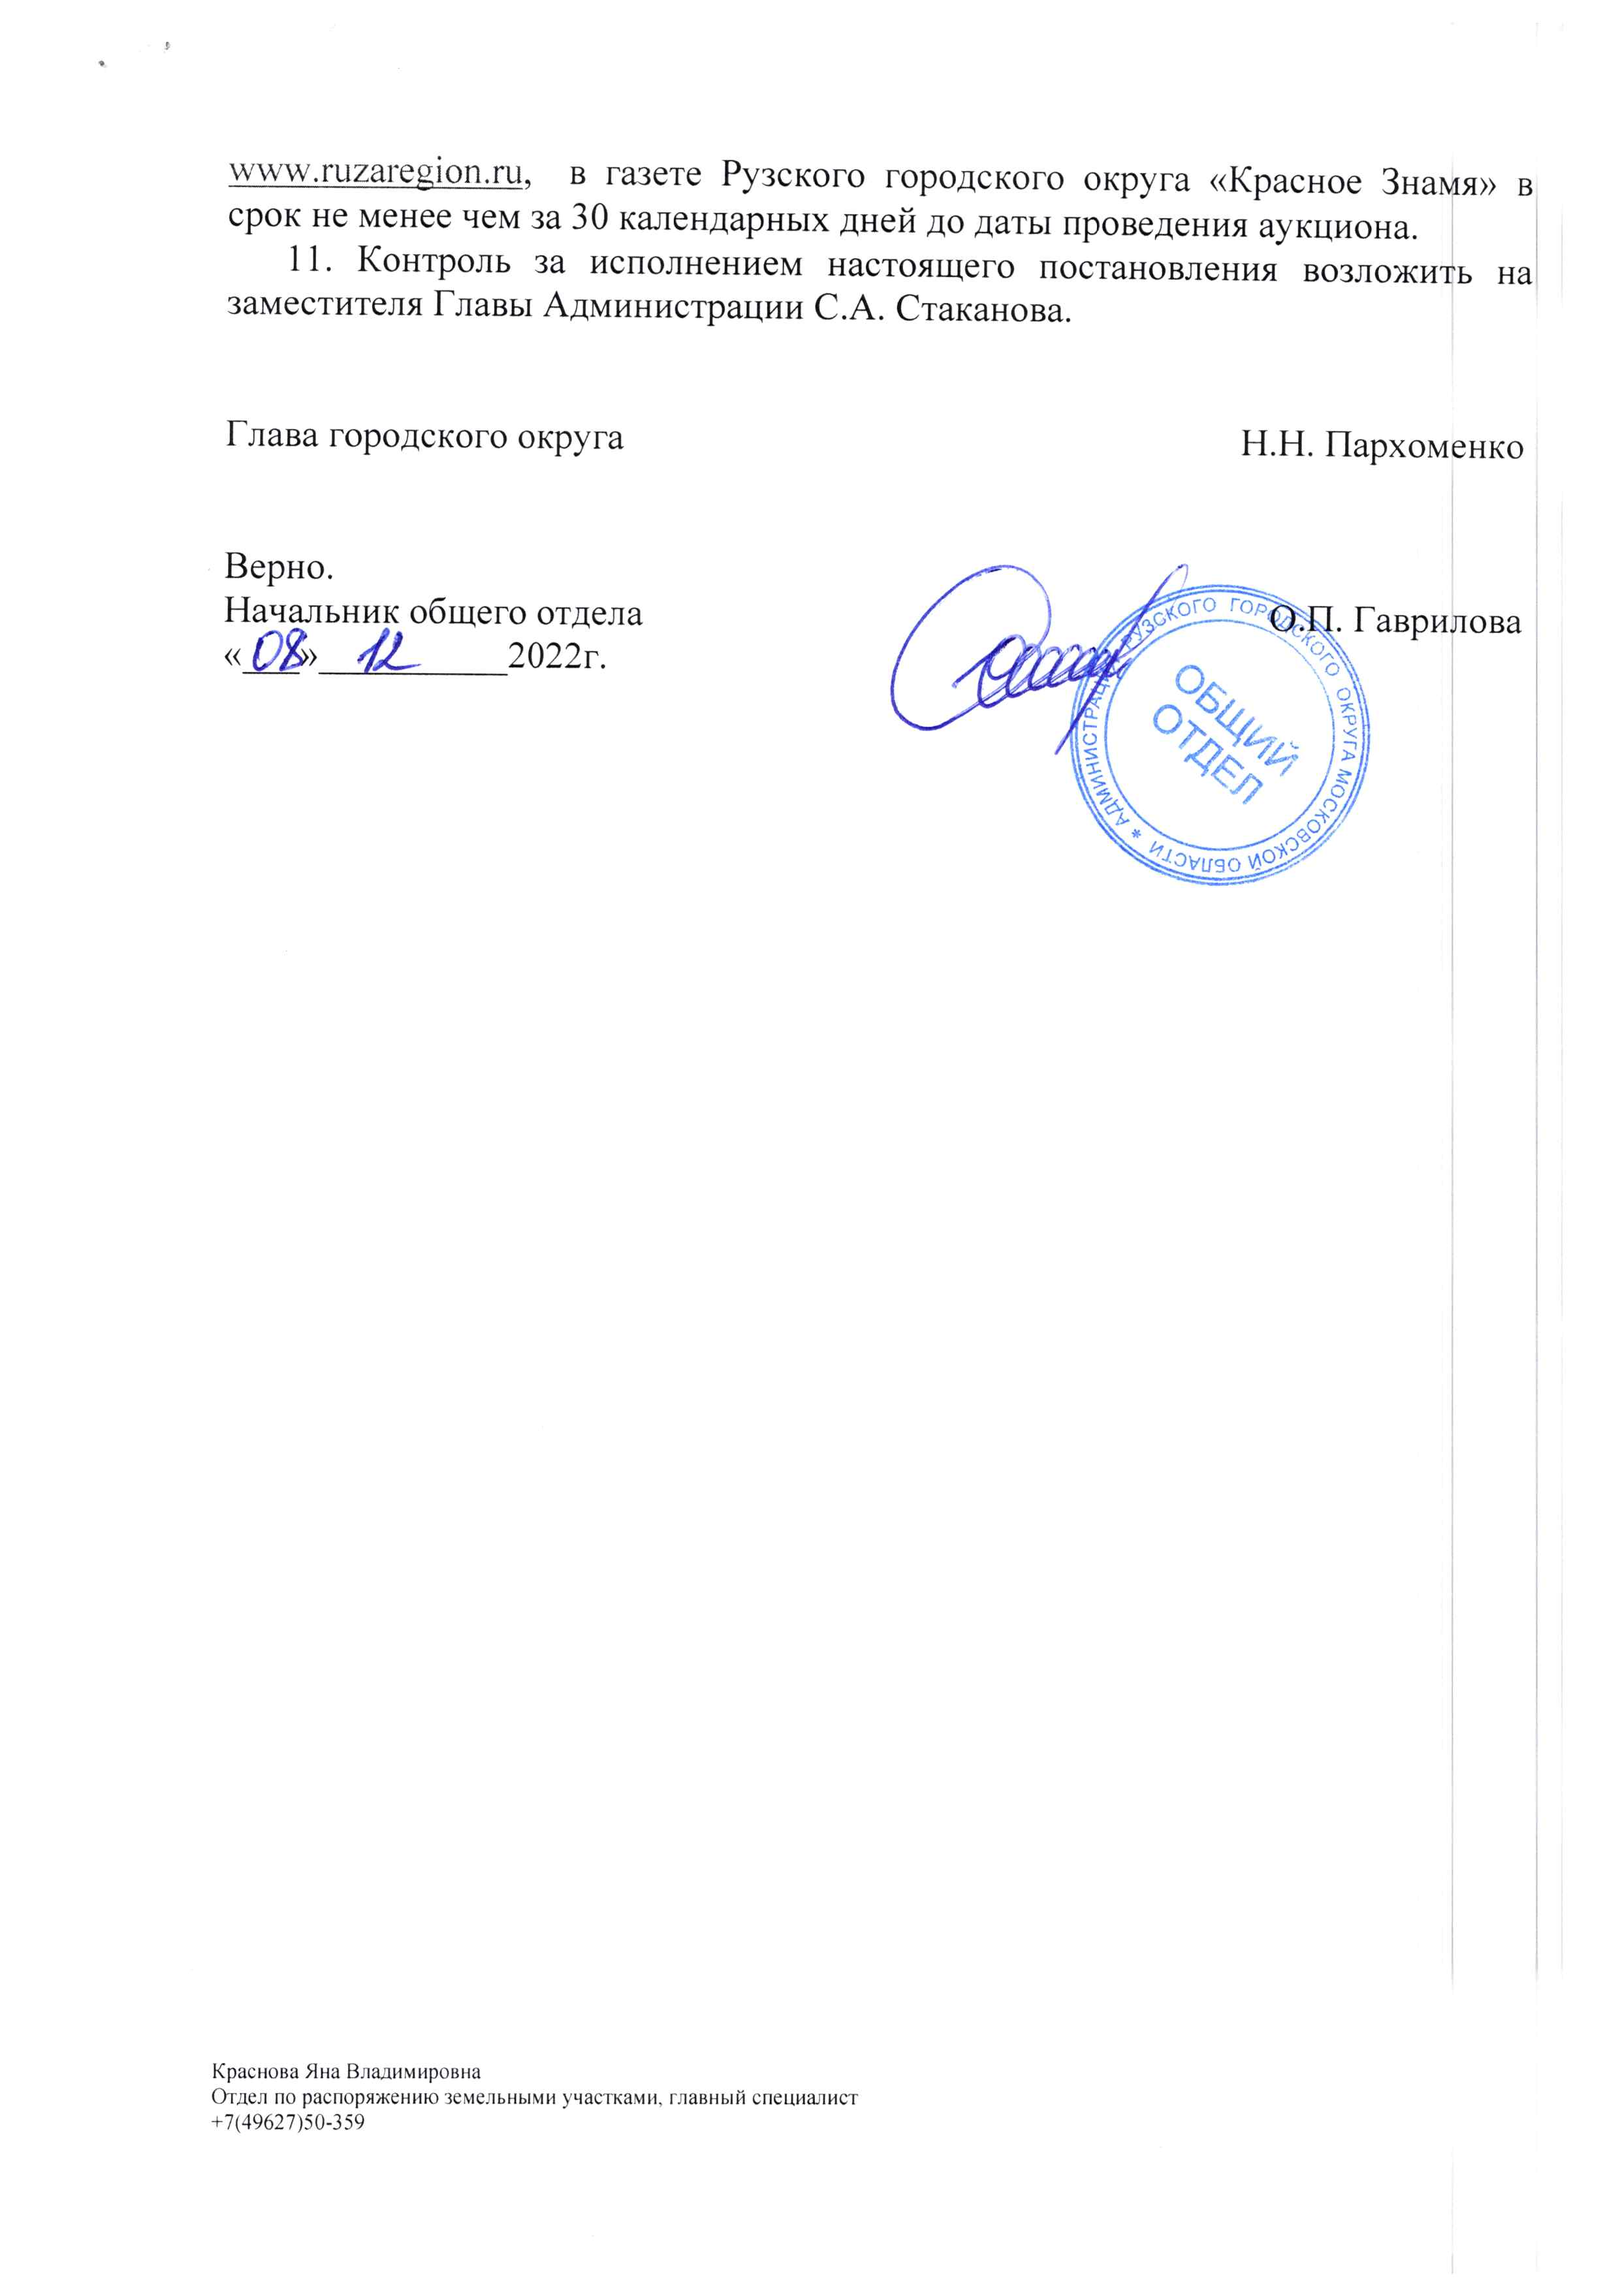 www.ruzaregion.ru, в газете Рузского городского округа «Красное Знамя» в
срок не менее чем за 30 календарных дней до даты проведения аукциона.
11. Контроль за исполнением настоящего постановления возложить на
заместителя Главы Администрации С.А. Стаканова.
Глава городского округа Н.Н. Пархоменко
Верно.
Начальник общего отдела О.П. Гаврилова
«08» 12 2022г.
* АДМИНИСТРАЦИЯ РУЗСКОГО ГОРОДСКОГО ОКРУГА МОСКОВСКОЙ ОБЛАСТИ
ОБЩИЙ
ОТДЕЛ
Краснова Яна Владимировна
Отдел по распоряжению земельными участками, главный специалист
+7(49627)50-359